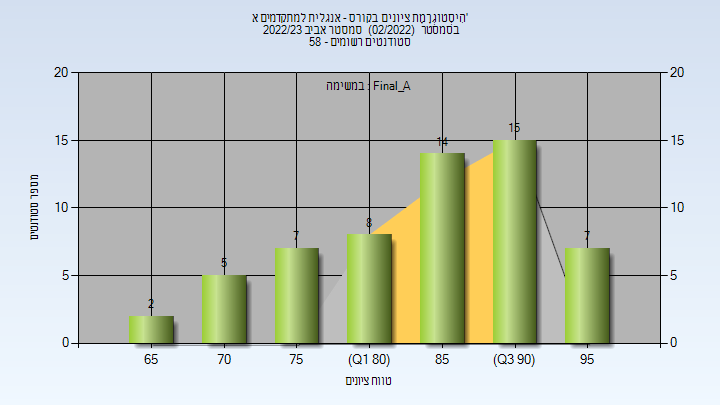 היסטוגרמת ציונים בקורס - אנגלית למתקדמים א'
בסמסטר (02/2022) סמסטר אביב 2022/23
סטודנטים רשומים - 58
במשימה : Final_A
מספר סטודנטים
20
15
10
5
0
20
15
10
5
0
2
5
7
8
14
15
7
65
70
75
(Q1 80)
85
(Q3 90)
95
טווח ציונים